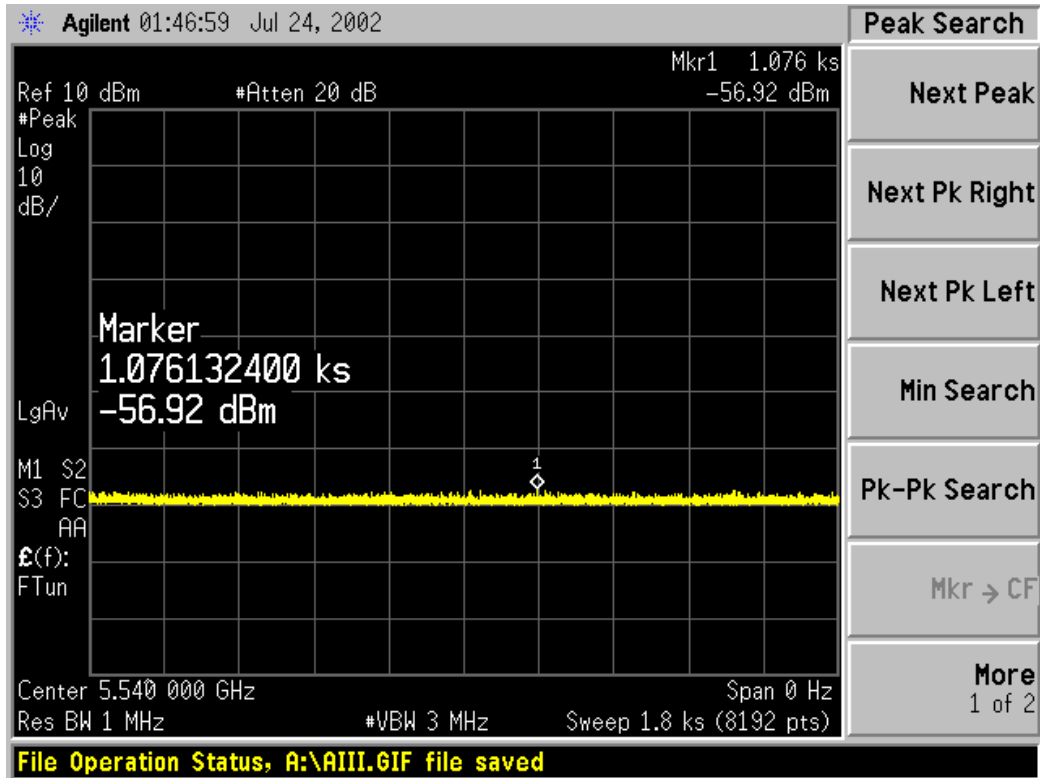 Agilent 01:46:59 Jul 24, 2002
Peak Search
Mkr1 1.076 ks
Ref 10 dBm #Atten 20 dB -56.92 dBm
#Peak
Log
10
dB/
Marker
1.076132400 ks
-56.92 dBm
LgAv
1
M1 S2
S3 FC
AA
£(f):
FTun
Center 5.540 000 GHz Span 0 Hz
Res BW 1 MHz #VBW 3 MHz Sweep 1.8 ks (8192 pts)
File Operation Status, A:\AIII.GIF file saved
Next Peak
Next Pk Right
Next Pk Left
Min Search
Pk-Pk Search
Mkr → CF
More
1 of 2